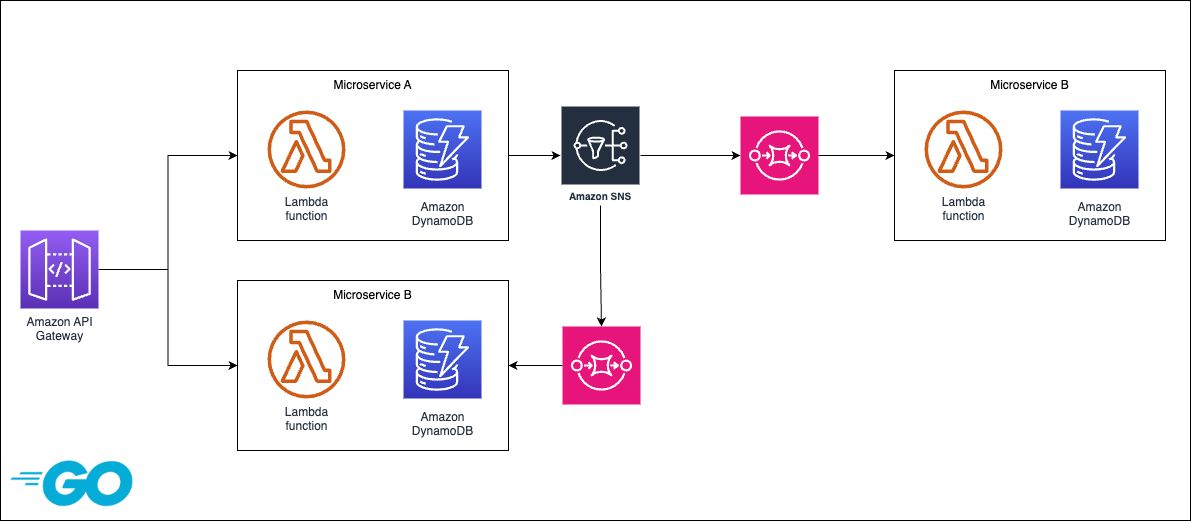 Microservice A
Lambda
function
Amazon
DynamoDB
Amazon SNS
Microservice B
Lambda
function
Amazon
DynamoDB
</>
Amazon API
Gateway
Microservice B
Lambda
function
Amazon
DynamoDB
GO